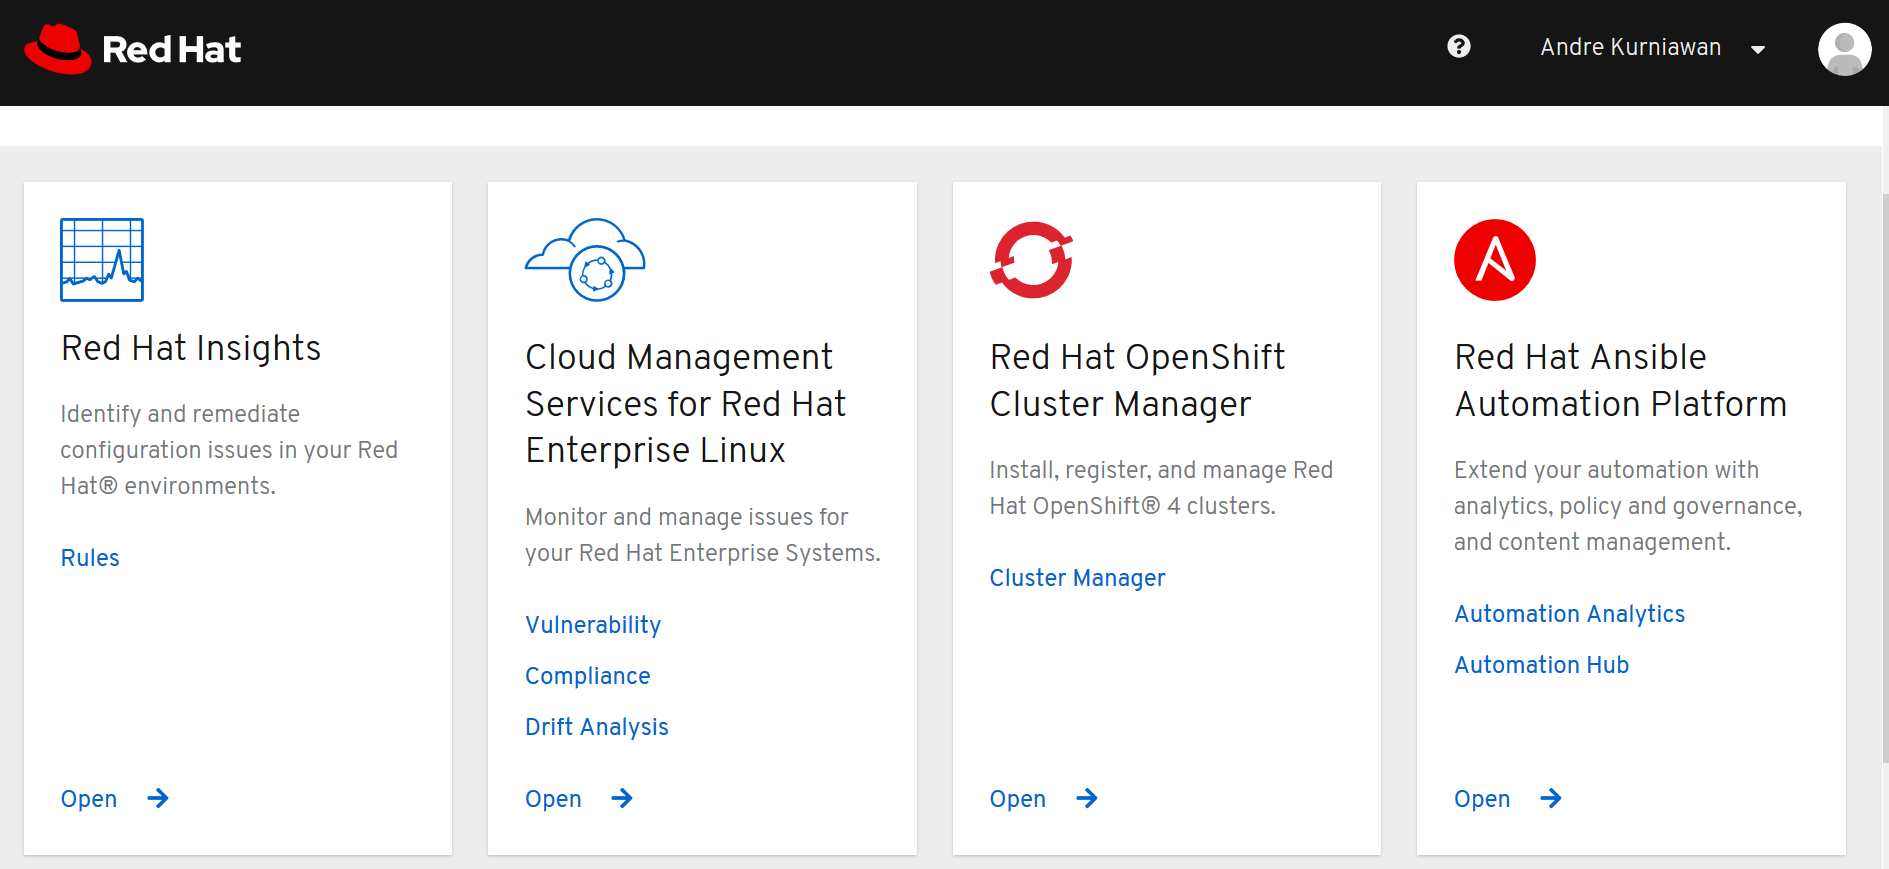 Red Hat
Andre Kurniawan
Red Hat Insights
Identify and remediate
configuration issues in your Red
Hat® environments.
Rules
Open
Cloud Management
Services for Red Hat
Enterprise Linux
Monitor and manage issues for
your Red Hat Enterprise Systems.
Vulnerability
Compliance
Drift Analysis
Open
Red Hat OpenShift
Cluster Manager
Install, register, and manage Red
Hat OpenShift® 4 clusters.
Cluster Manager
Open
Red Hat Ansible
Automation Platform
Extend your automation with
analytics, policy and governance,
and content management.
Automation Analytics
Automation Hub
Open